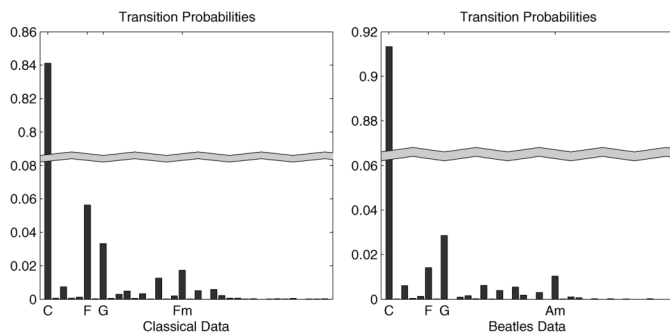 Transition Probabilities
0.86
0.84
0.82
0.8
0.08
0.06
0.04
0.02
0
C F G Fm
Classical Data
Transition Probabilities
0.92
0.9
0.88
0.06
0.04
0.02
0
C F G Am
Beatles Data